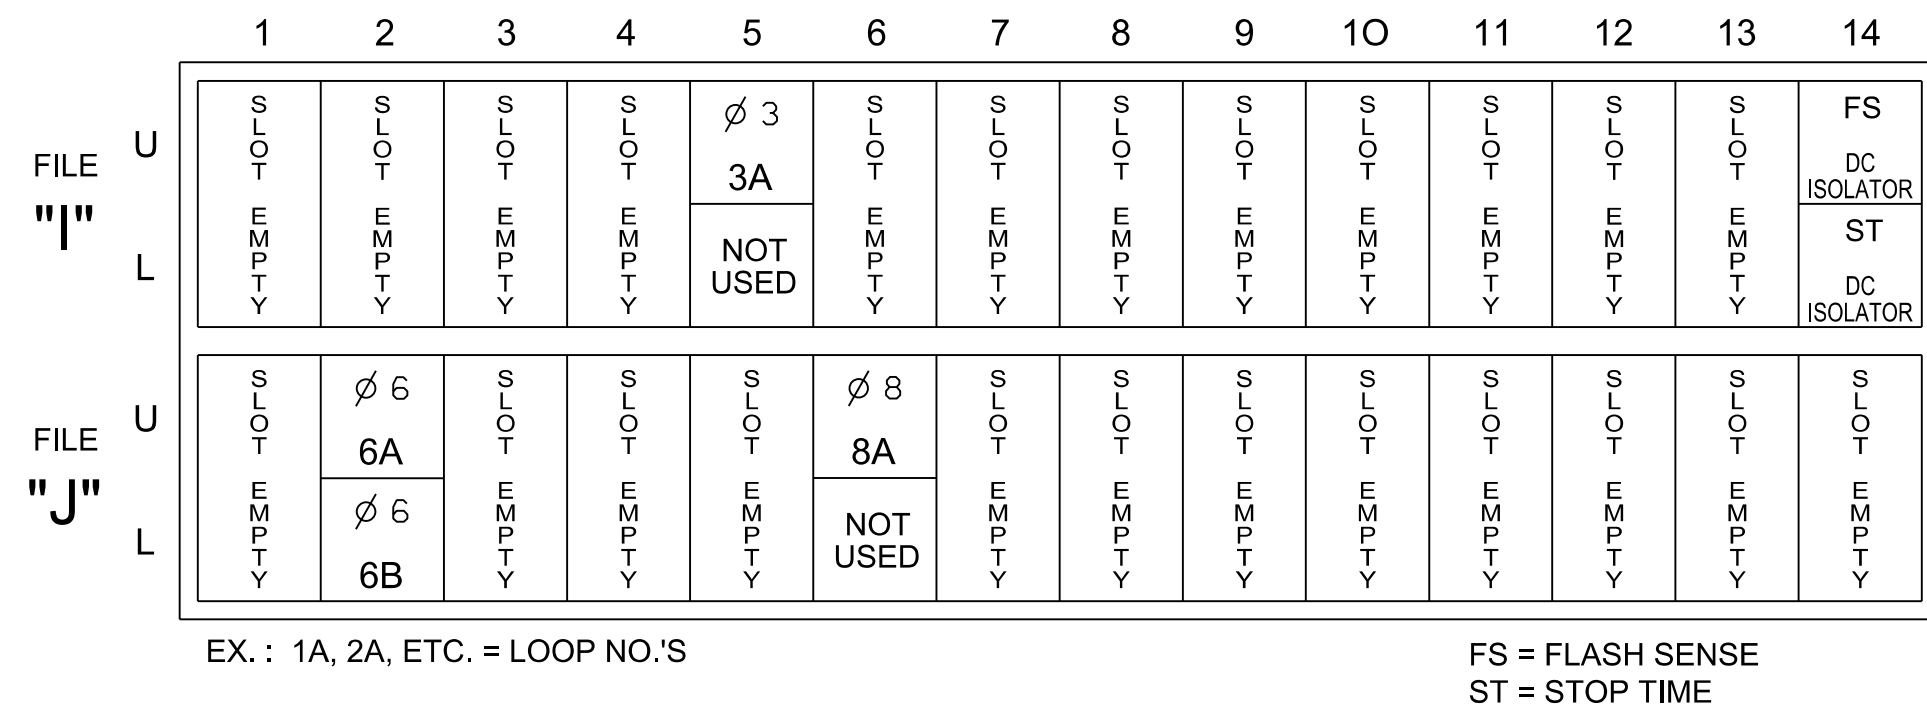 1 2 3 4 5 6 7 8 9 10 11 12 13 14
FILE "I"
U
L
SLOT EMPTY
SLOT EMPTY
SLOT EMPTY
SLOT EMPTY
Ø 3
3A
NOT
USED
SLOT EMPTY
SLOT EMPTY
SLOT EMPTY
SLOT EMPTY
SLOT EMPTY
SLOT EMPTY
SLOT EMPTY
SLOT EMPTY
FS
DC
ISOLATOR
ST
DC
ISOLATOR
FILE "J"
U
L
SLOT EMPTY
Ø 6
6A
Ø 6
6B
SLOT EMPTY
SLOT EMPTY
SLOT EMPTY
Ø 8
8A
NOT
USED
SLOT EMPTY
SLOT EMPTY
SLOT EMPTY
SLOT EMPTY
SLOT EMPTY
SLOT EMPTY
SLOT EMPTY
SLOT EMPTY
EX. : 1A, 2A, ETC. = LOOP NO.'S
FS = FLASH SENSE
ST = STOP TIME